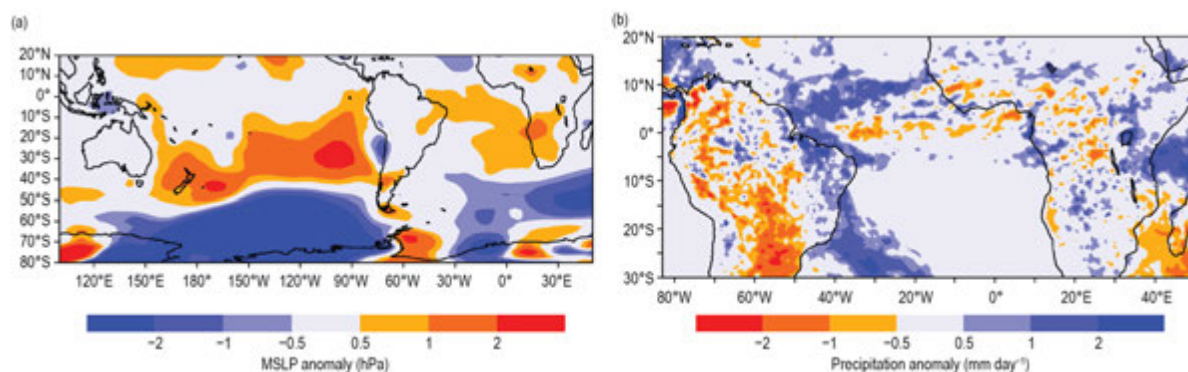 (a)
(b)
20°N
10°N
0°
10°S
20°S
30°S
40°S
50°S
60°S
70°S
80°S
120°E 150°E 180°E 150°W 120°W 90°W 60°W 30°W 0° 30°E
−2 −1 −0.5 0.5 1 2
MSLP anomaly (hPa)
20°N
10°N
0°
10°S
20°S
30°S
80°W 60°W 40°W 20°W 0° 20°E 40°E
−2 −1 −0.5 0.5 1 2
Precipitation anomaly (mm day⁻¹)